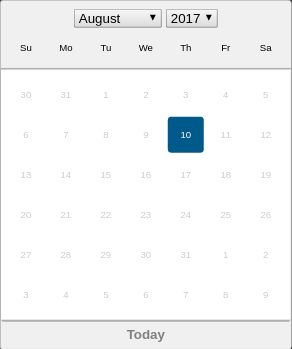 August 2017
Su Mo Tu We Th Fr Sa
30 31 1 2 3 4 5
6 7 8 9 10 11 12
13 14 15 16 17 18 19
20 21 22 23 24 25 26
27 28 29 30 31 1 2
3 4 5 6 7 8 9
Today